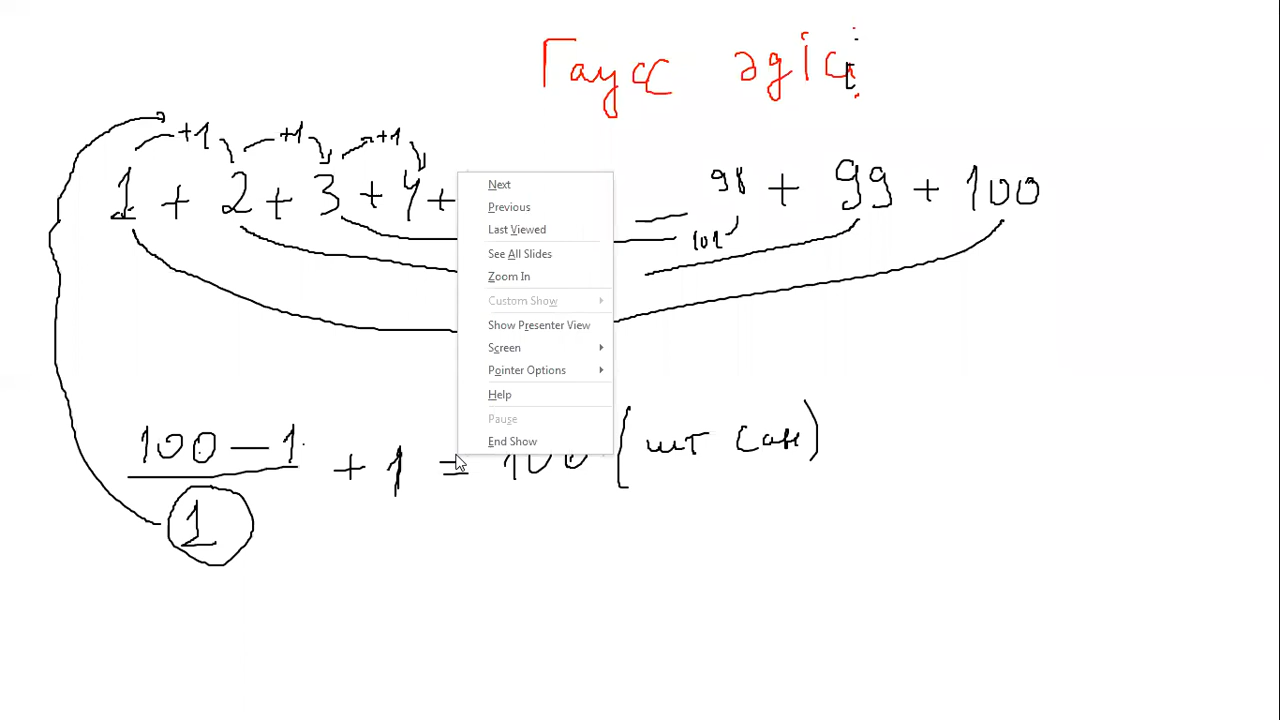 Гаусс әдісі
+1 +1 +1
1 + 2 + 3 + 4 + 98 + 99 + 100
101
Next
Previous
Last Viewed
See All Slides
Zoom In
Custom Show
Show Presenter View
Screen
Pointer Options
Help
Pause
End Show
100 − 1
+ 1 = 100 (шт сан)
1